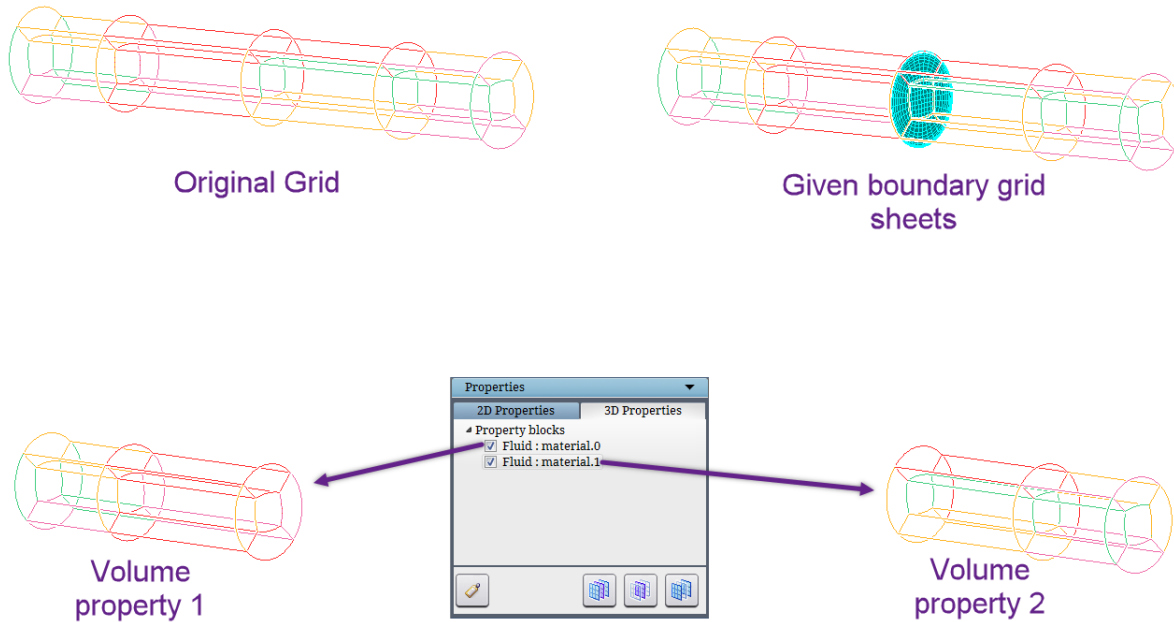 Original Grid
Given boundary grid
sheets
Properties
2D Properties
3D Properties
Property blocks
Fluid : material.0
Fluid : material.1
Volume
property 1
Volume
property 2